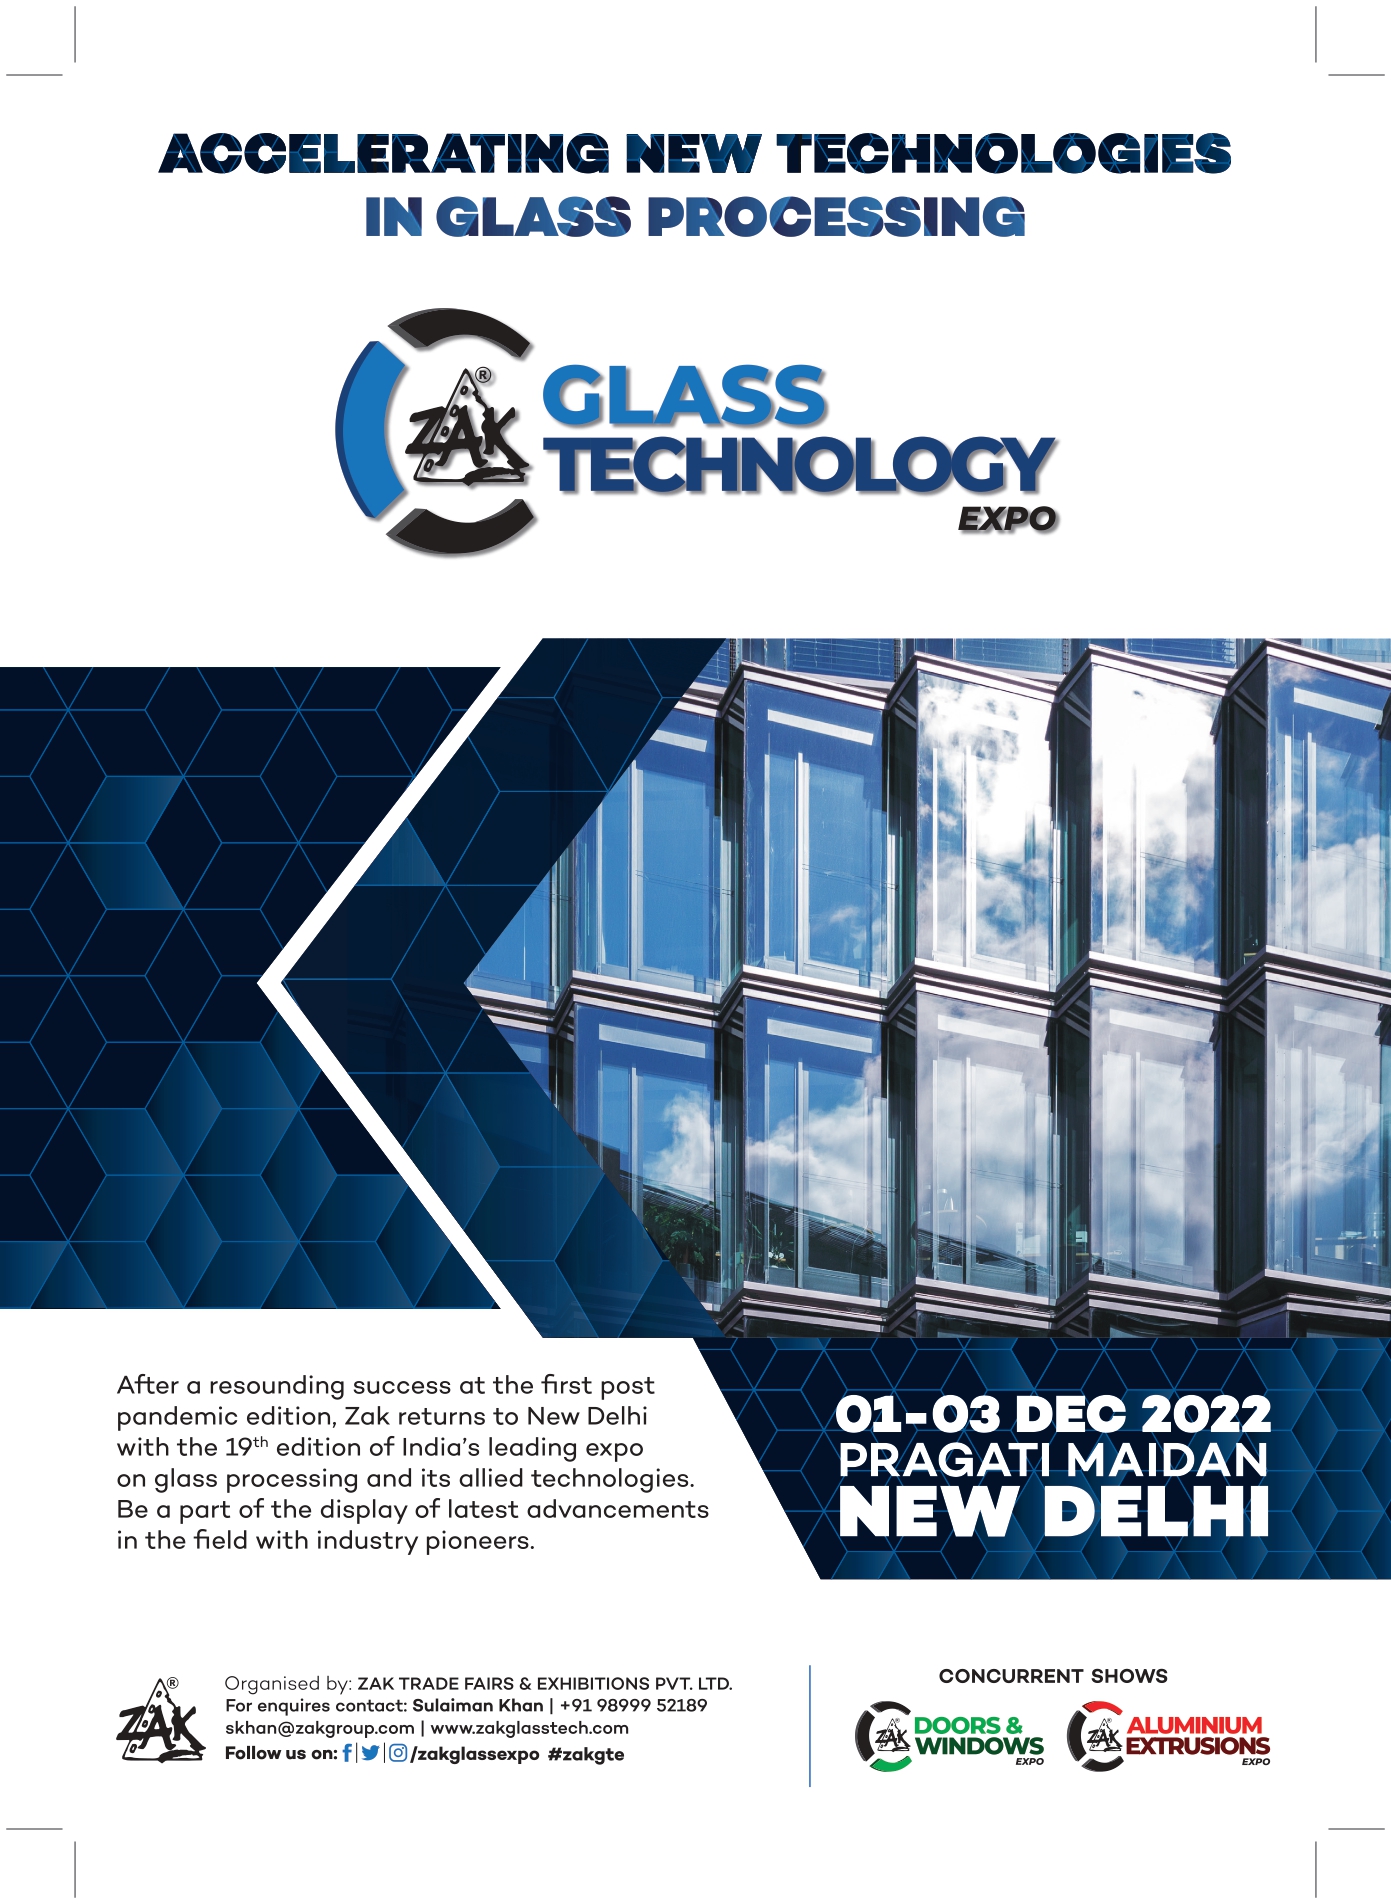 ACCELERATING NEW TECHNOLOGIES
IN GLASS PROCESSING
ZAK®
GLASS
TECHNOLOGY
EXPO
After a resounding success at the first post
pandemic edition, Zak returns to New Delhi
with the 19th edition of India’s leading expo
on glass processing and its allied technologies.
Be a part of the display of latest advancements
in the field with industry pioneers.
01-03 DEC 2022
PRAGATI MAIDAN
NEW DELHI
ZAK®
Organised by: ZAK TRADE FAIRS & EXHIBITIONS PVT. LTD.
For enquires contact: Sulaiman Khan | +91 98999 52189
skhan@zakgroup.com | www.zakglasstech.com
Follow us on: f | | /zakglassexpo #zakgte
CONCURRENT SHOWS
ZAK®
DOORS &
WINDOWS
EXPO
ZAK®
ALUMINIUM
EXTRUSIONS
EXPO